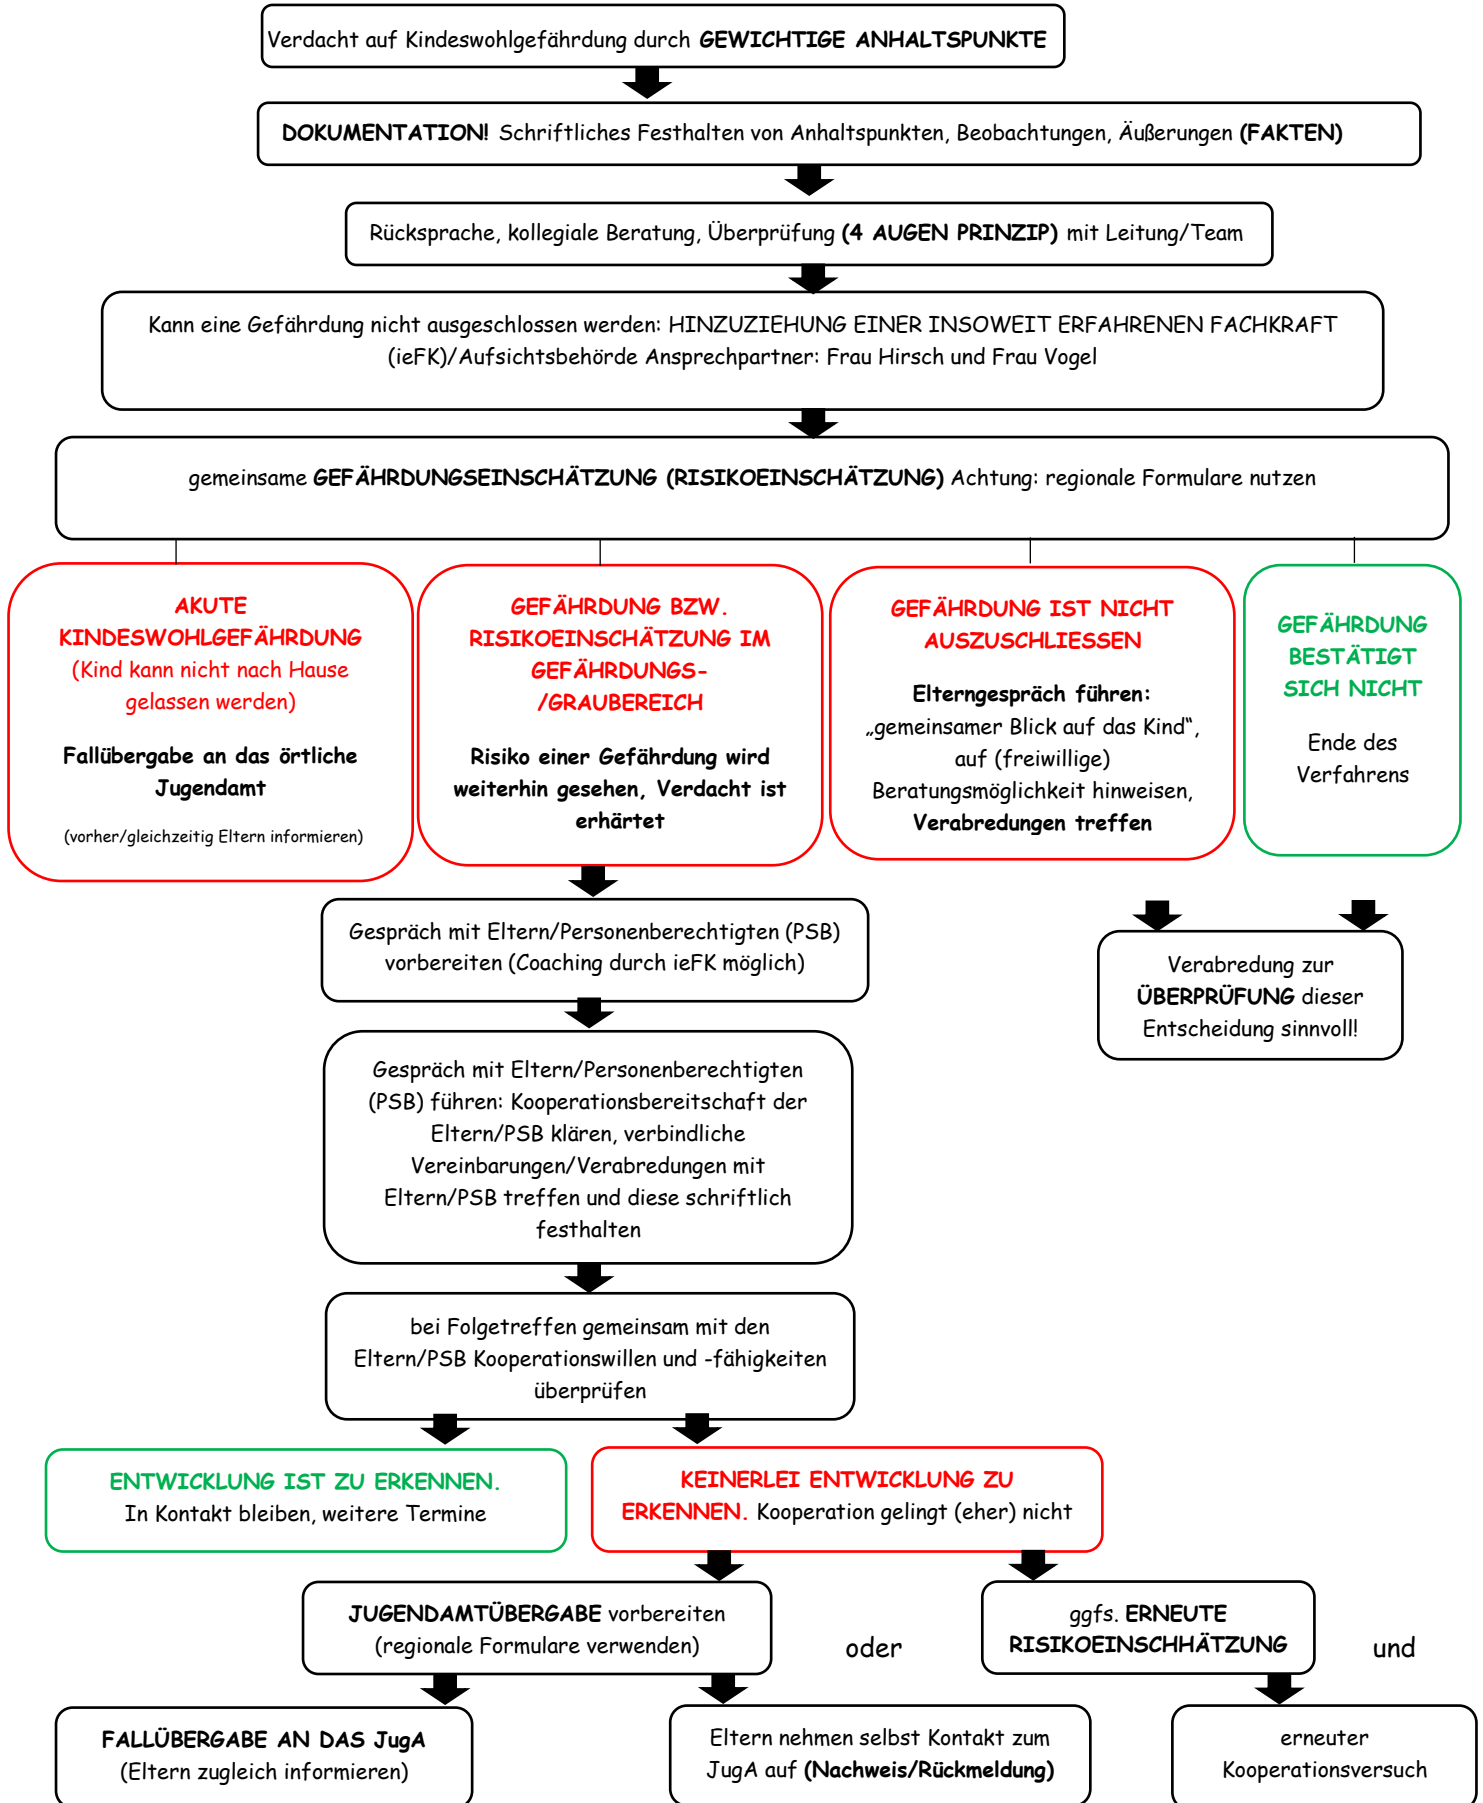 Verdacht auf Kindeswohlgefährdung durch GEWICHTIGE ANHALTSPUNKTE
DOKUMENTATION! Schriftliches Festhalten von Anhaltspunkten, Beobachtungen, Äußerungen (FAKTEN)
Rücksprache, kollegiale Beratung, Überprüfung (4 AUGEN PRINZIP) mit Leitung/Team
Kann eine Gefährdung nicht ausgeschlossen werden: HINZUZIEHUNG EINER INSOWEIT ERFAHRENEN FACHKRAFT
(ieFK)/Aufsichtsbehörde Ansprechpartner: Frau Hirsch und Frau Vogel
gemeinsame GEFÄHRDUNGSEINSCHÄTZUNG (RISIKOEINSCHÄTZUNG) Achtung: regionale Formulare nutzen
AKUTE
KINDESWOHLGEFÄHRDUNG
(Kind kann nicht nach Hause
gelassen werden)
Fallübergabe an das örtliche
Jugendamt
(vorher/gleichzeitig Eltern informieren)
GEFÄHRDUNG BZW.
RISIKOEINSCHÄTZUNG IM
GEFÄHRDUNGS-
/GRAUBEREICH
Risiko einer Gefährdung wird
weiterhin gesehen, Verdacht ist
erhärtet
GEFÄHRDUNG IST NICHT
AUSZUSCHLIESSEN
Elterngespräch führen:
„gemeinsamer Blick auf das Kind“,
auf (freiwillige)
Beratungsmöglichkeit hinweisen,
Verabredungen treffen
GEFÄHRDUNG
BESTÄTIGT
SICH NICHT
Ende des
Verfahrens
Gespräch mit Eltern/Personenberechtigten (PSB)
vorbereiten (Coaching durch ieFK möglich)
Verabredung zur
ÜBERPRÜFUNG dieser
Entscheidung sinnvoll!
Gespräch mit Eltern/Personenberechtigten
(PSB) führen: Kooperationsbereitschaft der
Eltern/PSB klären, verbindliche
Vereinbarungen/Verabredungen mit
Eltern/PSB treffen und diese schriftlich
festhalten
bei Folgetreffen gemeinsam mit den
Eltern/PSB Kooperationswillen und -fähigkeiten
überprüfen
ENTWICKLUNG IST ZU ERKENNEN.
In Kontakt bleiben, weitere Termine
KEINERLEI ENTWICKLUNG ZU
ERKENNEN. Kooperation gelingt (eher) nicht
JUGENDAMTÜBERGABE vorbereiten
(regionale Formulare verwenden)
oder
ggfs. ERNEUTE
RISIKOEINSCHHÄTZUNG
und
FALLÜBERGABE AN DAS JugA
(Eltern zugleich informieren)
Eltern nehmen selbst Kontakt zum
JugA auf (Nachweis/Rückmeldung)
erneuter
Kooperationsversuch